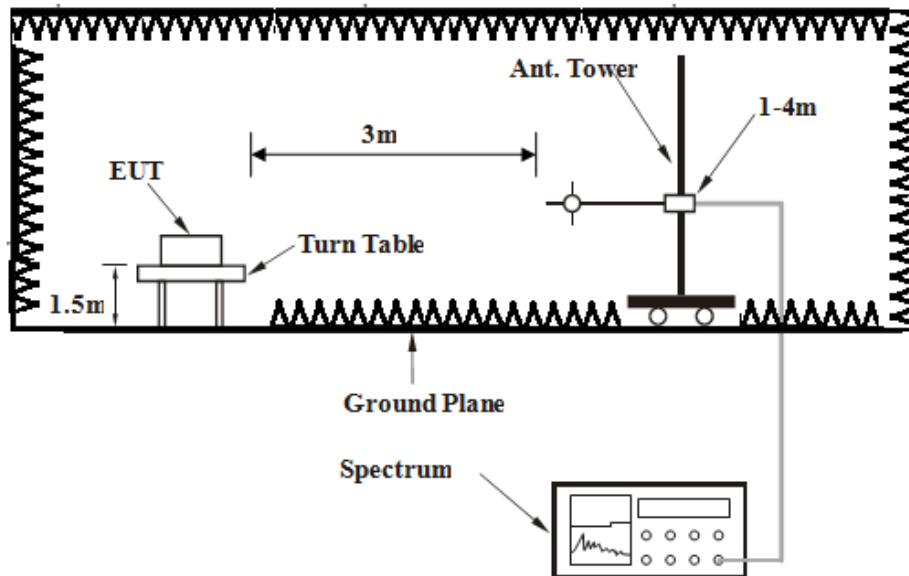 Ant. Tower
1-4m
3m
EUT
Turn Table
1.5m
Ground Plane
Spectrum